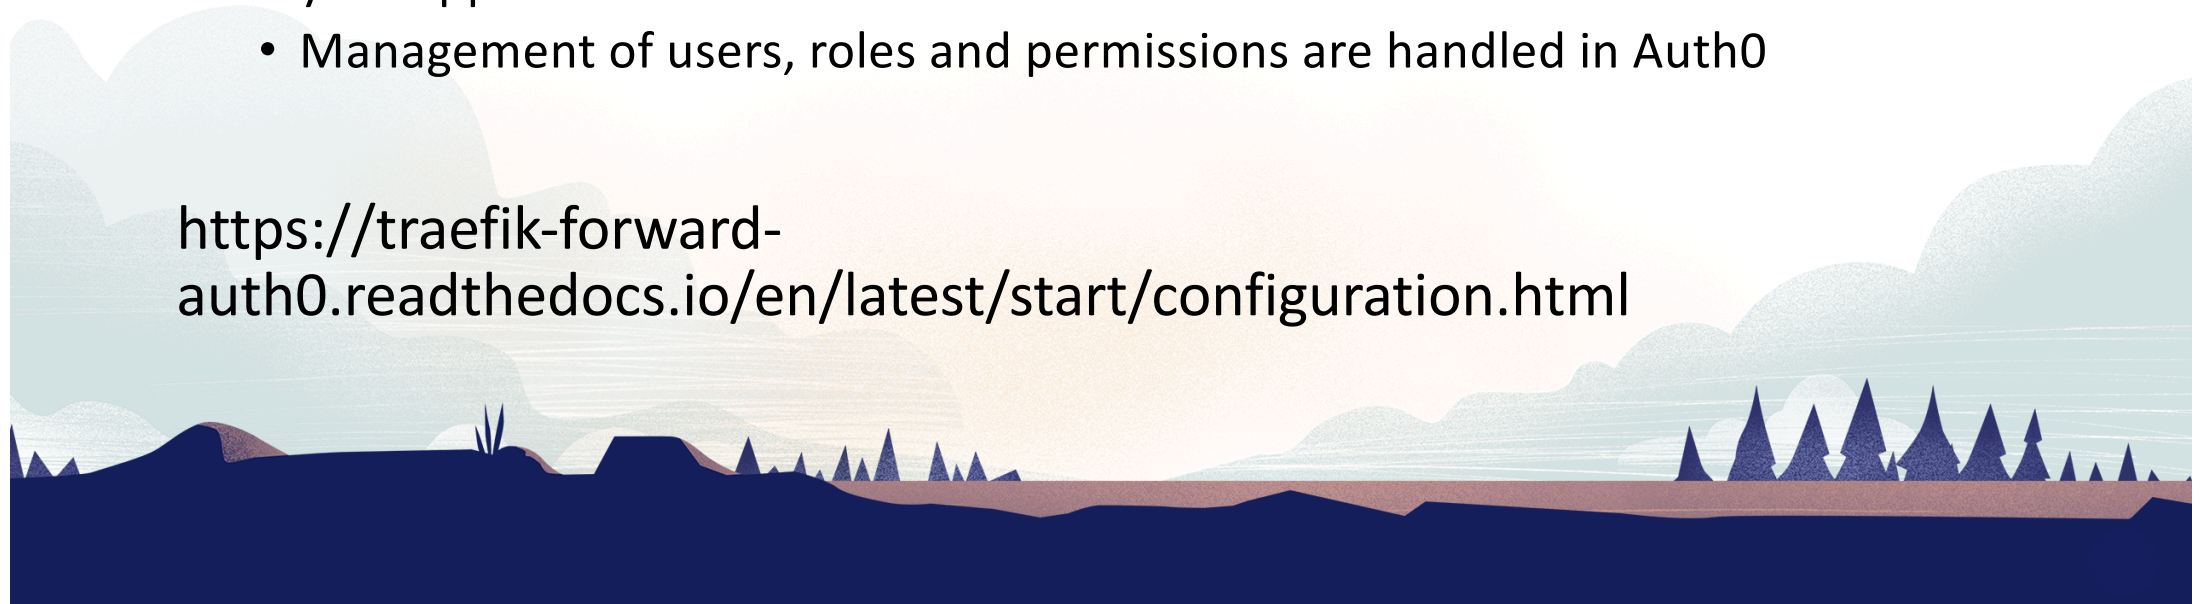 • Management of users, roles and permissions are handled in Auth0
https://traefik-forward-
auth0.readthedocs.io/en/latest/start/configuration.html